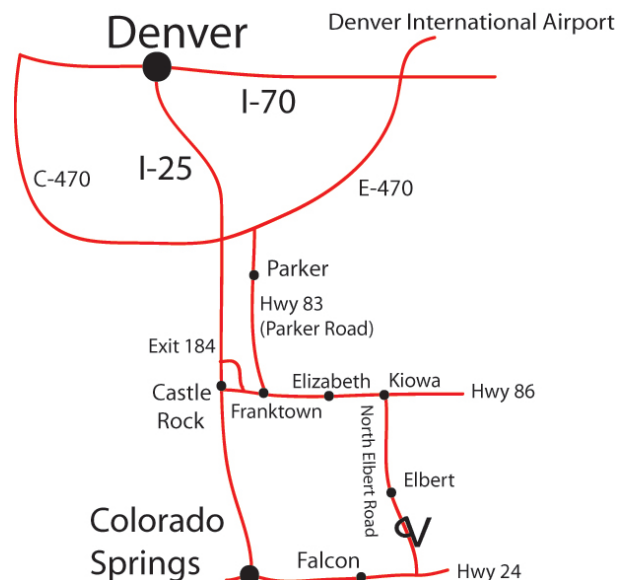 Denver International Airport
Denver
I-70
I-25
C-470
E-470
Parker
Hwy 83
(Parker Road)
Exit 184
Elizabeth
Kiowa
Hwy 86
Castle
Rock
Franktown
North Elbert Road
Elbert
Colorado
Springs
Falcon
Hwy 24